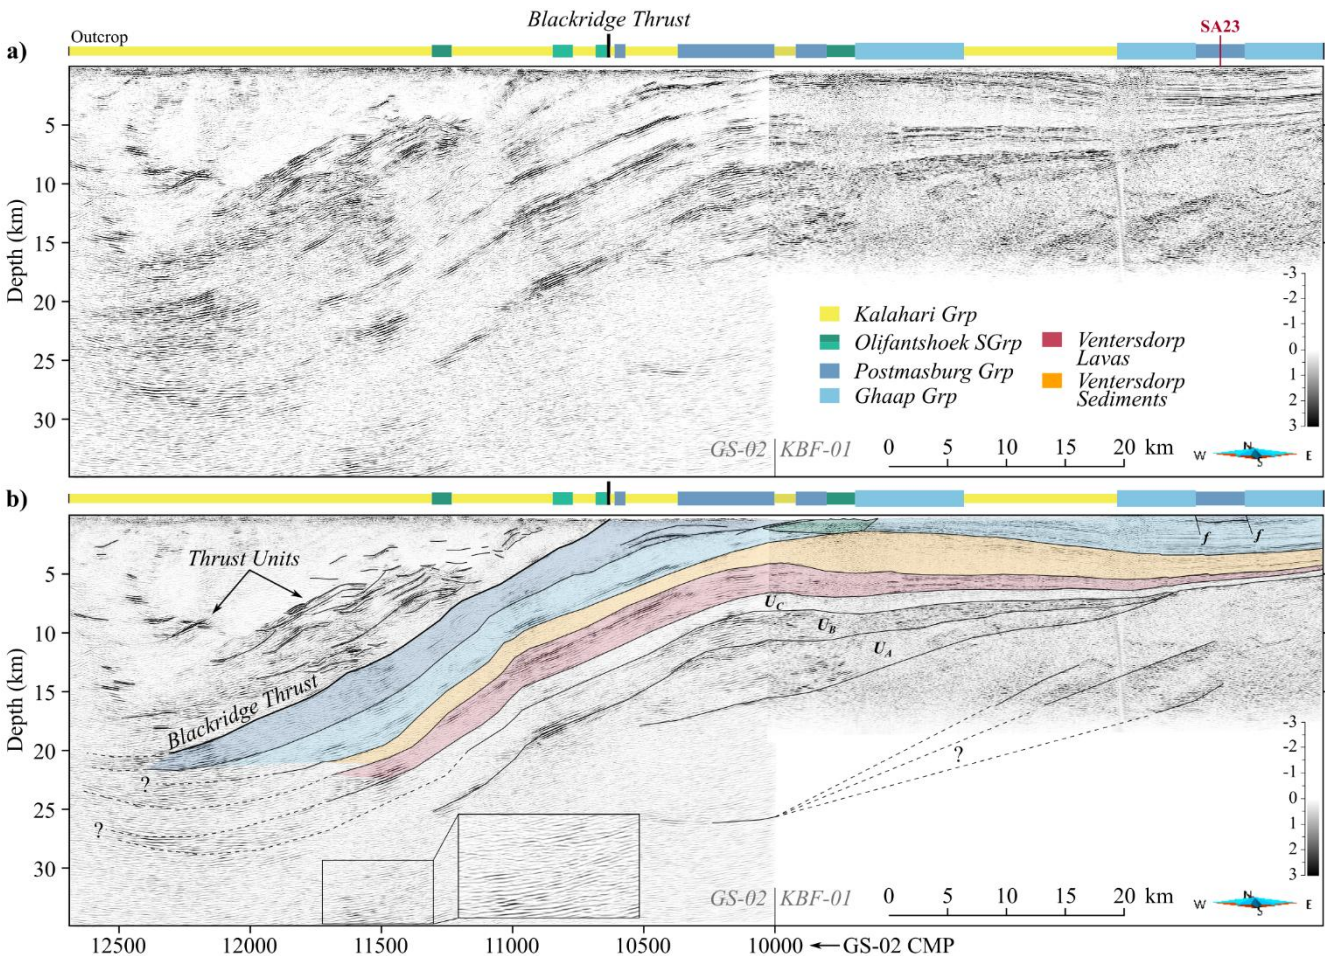 Blackridge Thrust
a)
Outcrop
SA23
5
10
15
20
25
30
Depth (km)
Kalahari Grp
Olifantshoek SGrp
Postmasburg Grp
Ghaap Grp
Ventersdorp
Lavas
Ventersdorp
Sediments
-3
-2
-1
0
1
2
3
GS-02 KBF-01
0 5 10 15 20 km
N
W E
S
b)
Thrust Units
Blackridge Thrust
f f
U_C
U_B
U_A
?
?
?
5
10
15
20
25
30
Depth (km)
-3
-2
-1
0
1
2
3
GS-02 KBF-01
0 5 10 15 20 km
N
W E
S
12500 12000 11500 11000 10500 10000 ←GS-02 CMP